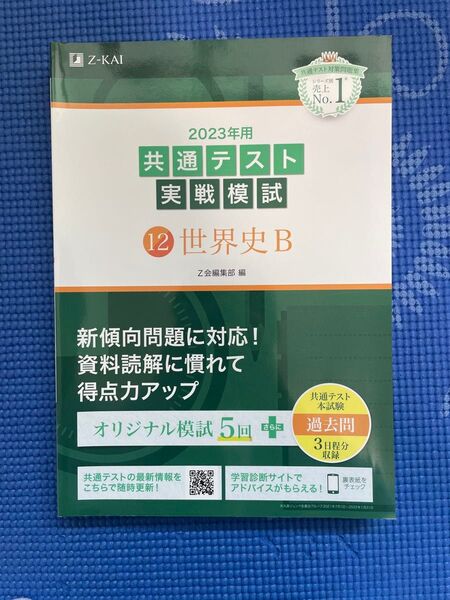 Z-KAI
共通テスト対策問題集
シリーズ別
売上
No.1
2023年用
共通テスト
実戦模試
12 世界史B
Z会編集部 編
新傾向問題に対応！
資料読解に慣れて
得点力アップ
オリジナル模試5回 さらに
共通テスト
本試験
過去問
3日程分
収録
共通テストの最新情報を
こちらで随時更新！
学習診断サイトで
アドバイスがもらえる！
裏表紙を
チェック